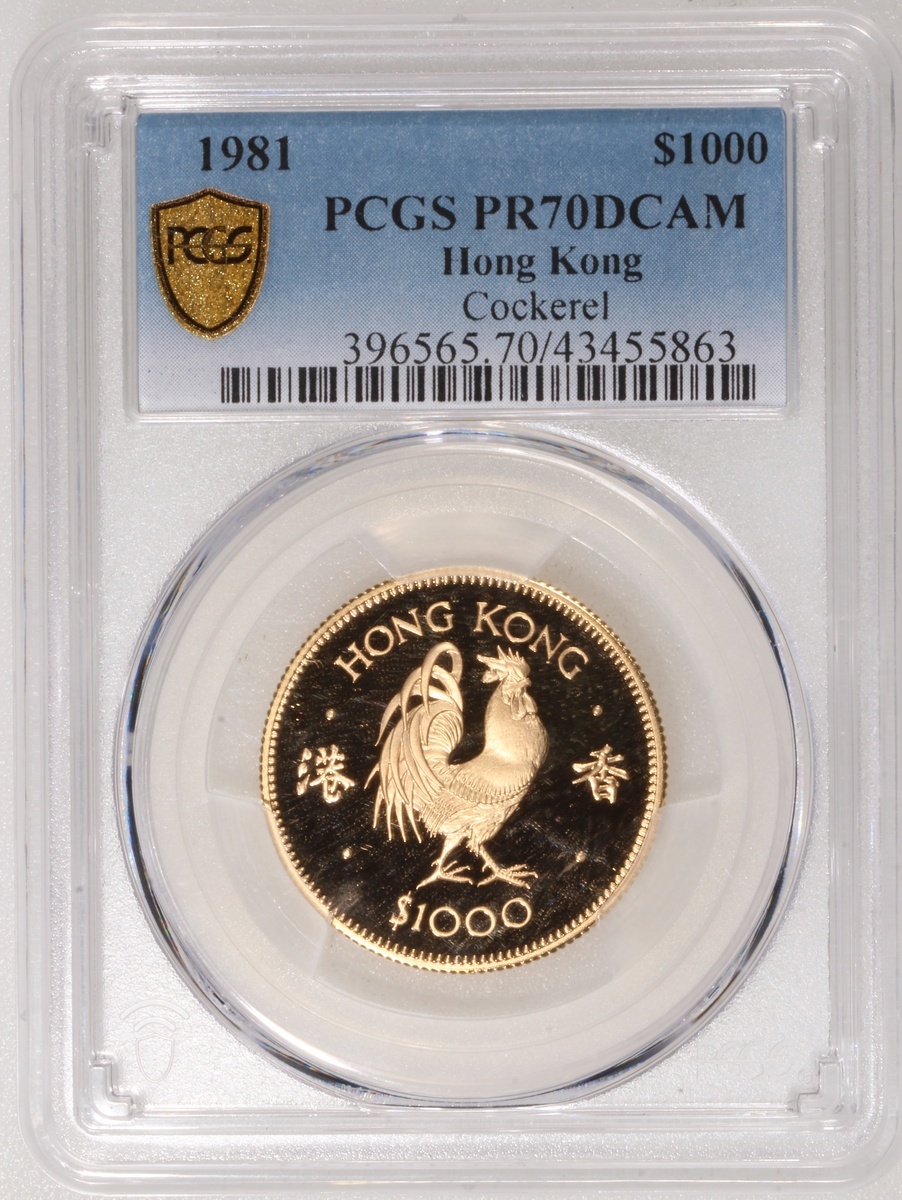 1981
$1000
PCGS
PCGS PR70DCAM
Hong Kong
Cockerel
396565.70/43455863
HONG KONG
港
香
$1000